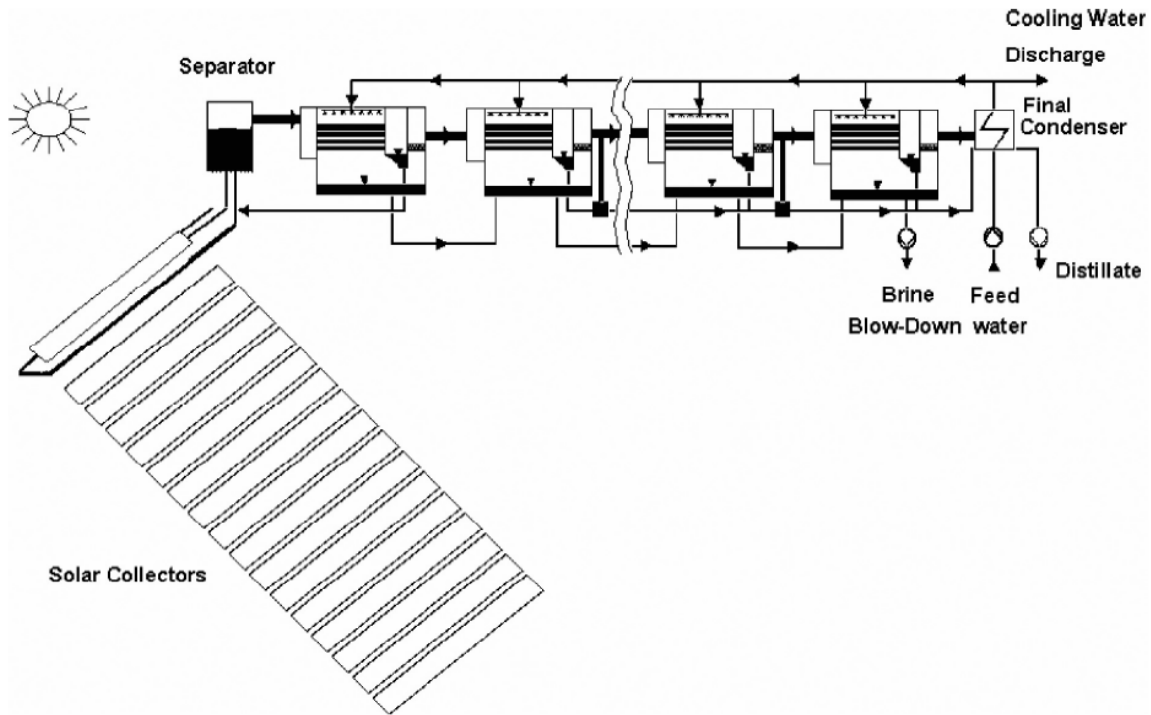 Cooling Water
Discharge
Separator
Final
Condenser
Distillate
Brine
Blow-Down
Feed
water
Solar Collectors